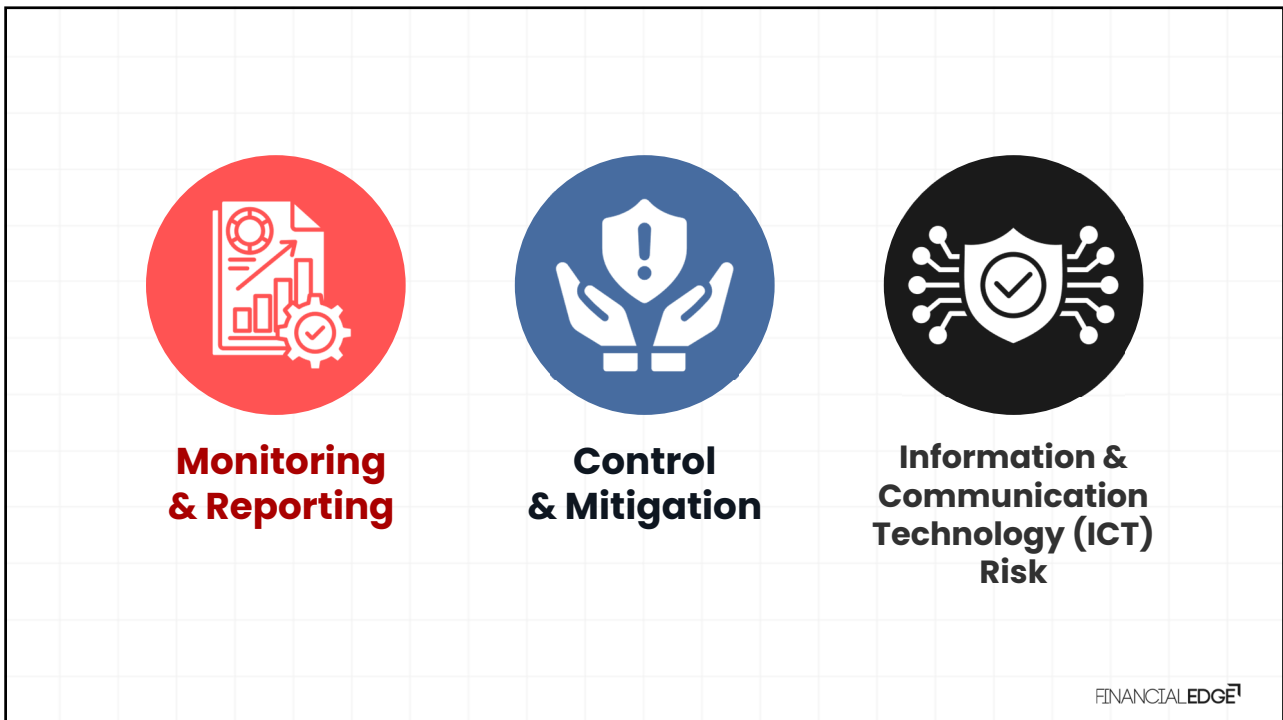 Monitoring
& Reporting
Control
& Mitigation
Information &
Communication
Technology (ICT)
Risk
FINANCIALEDGE